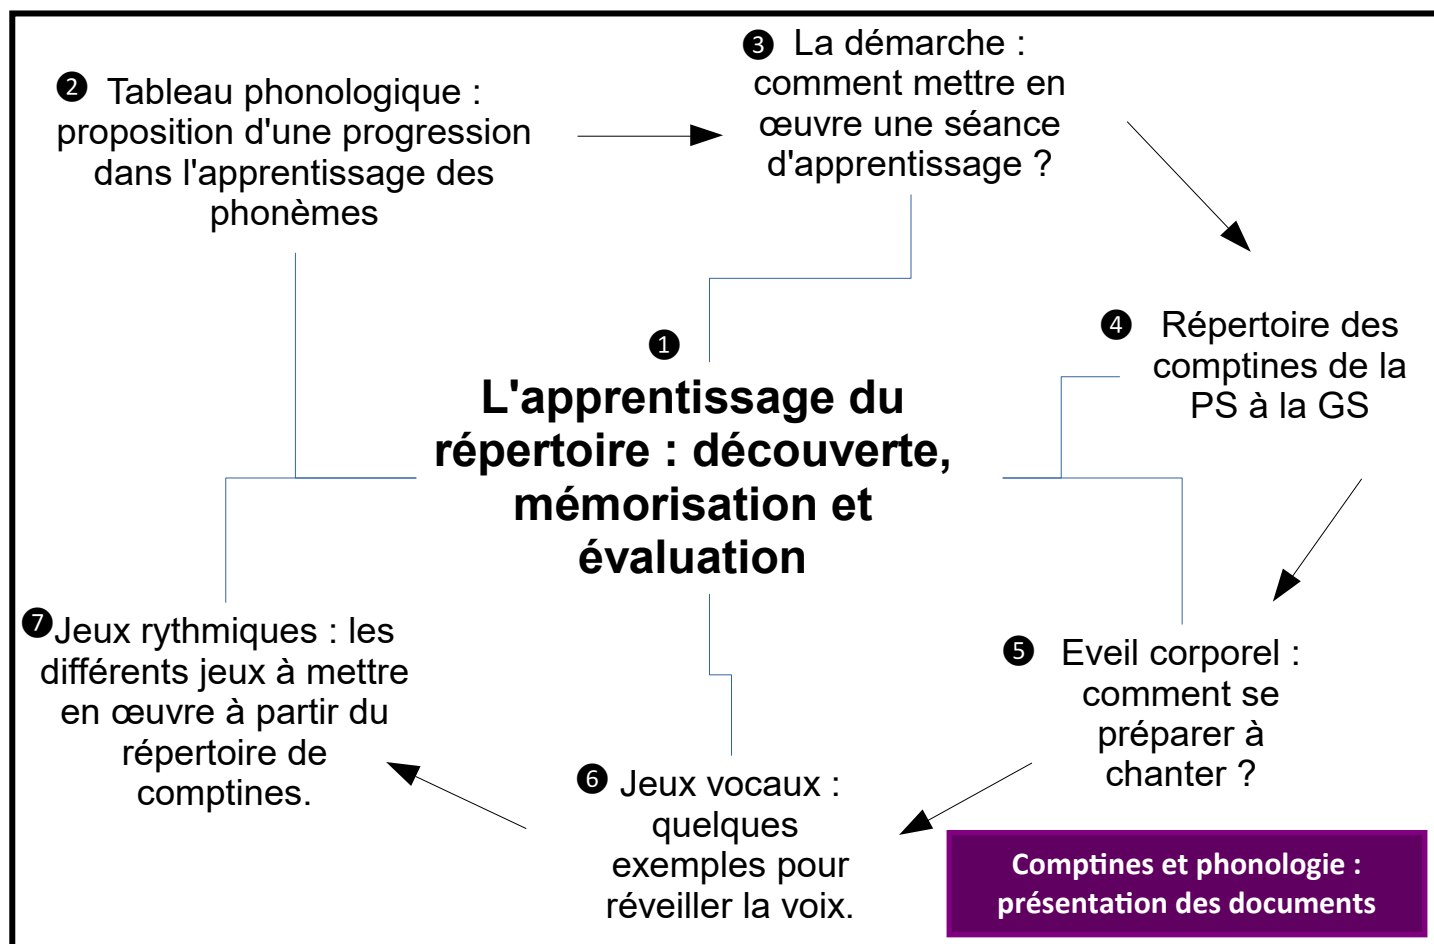 ❶
L'apprentissage du
répertoire : découverte,
mémorisation et
évaluation
❷ Tableau phonologique :
proposition d'une progression
dans l'apprentissage des
phonèmes
❸ La démarche :
comment mettre en
œuvre une séance
d'apprentissage ?
❹ Répertoire des
comptines de la
PS à la GS
❺ Eveil corporel :
comment se
préparer à
chanter ?
❻ Jeux vocaux :
quelques
exemples pour
réveiller la voix.
❼Jeux rythmiques : les
différents jeux à mettre
en œuvre à partir du
répertoire de
comptines.
Comptines et phonologie :
présentation des documents